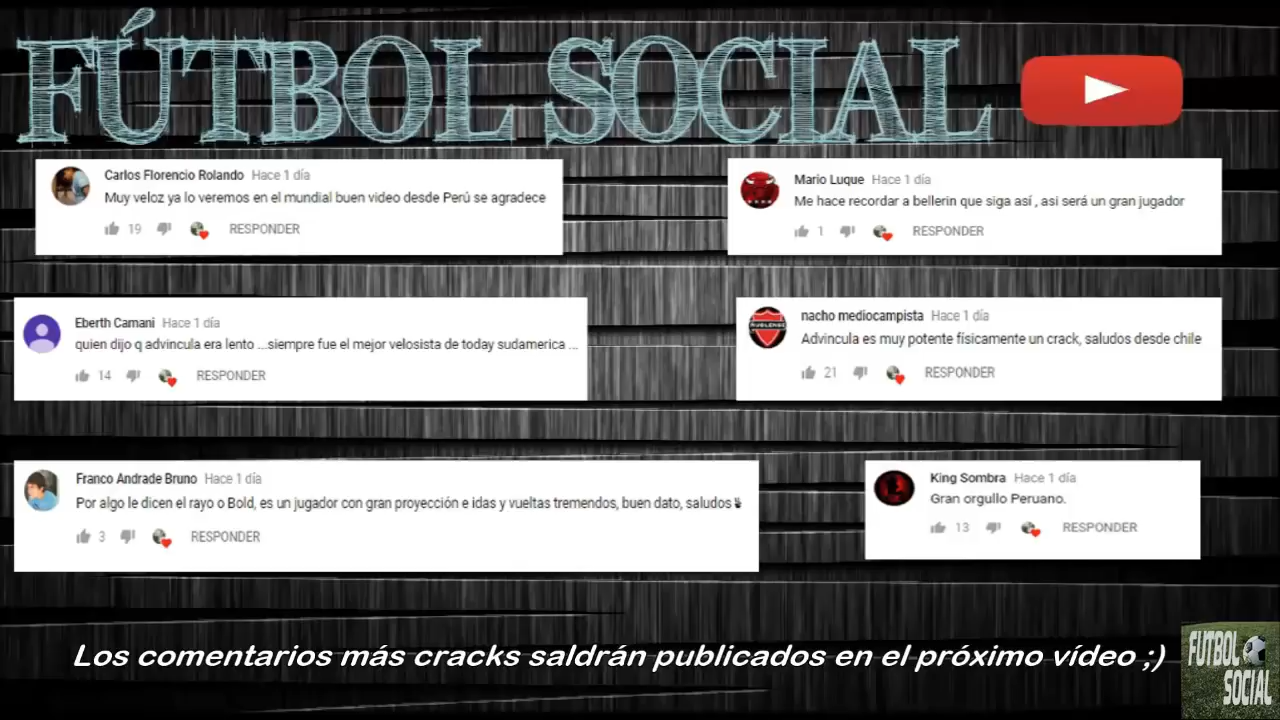 FÚTBOL SOCIAL
Carlos Florencio Rolando Hace 1 día
Muy veloz ya lo veremos en el mundial buen video desde Perú se agradece
19 RESPONDER
Mario Luque Hace 1 día
Me hace recordar a bellerin que siga así , asi será un gran jugador
1 RESPONDER
Eberth Camani Hace 1 día
quien dijo q advincula era lento ...siempre fue el mejor velosista de today sudamerica ...
14 RESPONDER
nacho mediocampista Hace 1 día
Advincula es muy potente físicamente un crack, saludos desde chile
21 RESPONDER
Franco Andrade Bruno Hace 1 día
Por algo le dicen el rayo o Bold, es un jugador con gran proyección e idas y vueltas tremendos, buen dato, saludos
3 RESPONDER
King Sombra Hace 1 día
Gran orgullo Peruano.
13 RESPONDER
Los comentarios más cracks saldrán publicados en el próximo vídeo ;)
FUTBOL
SOCIAL